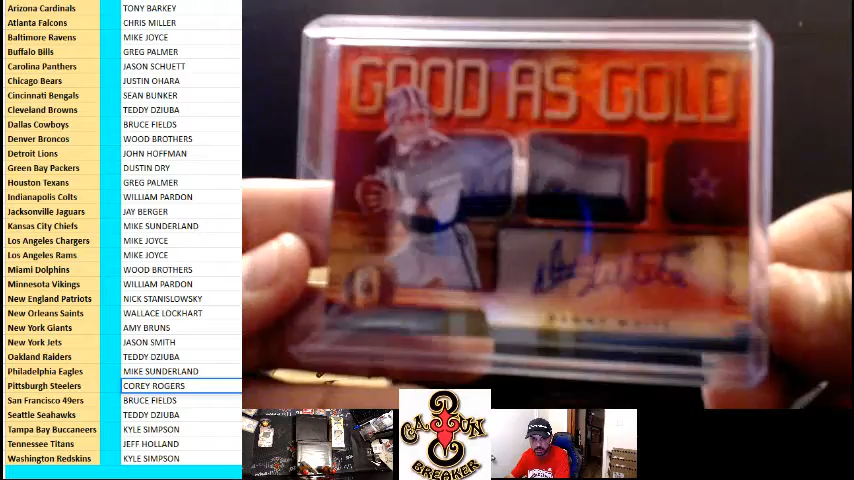 Arizona Cardinals TONY BARKEY
Atlanta Falcons CHRIS MILLER
Baltimore Ravens MIKE JOYCE
Buffalo Bills GREG PALMER
Carolina Panthers JASON SCHUETT
Chicago Bears JUSTIN OHARA
Cincinnati Bengals SEAN BUNKER
Cleveland Browns TEDDY DZIUBA
Dallas Cowboys BRUCE FIELDS
Denver Broncos WOOD BROTHERS
Detroit Lions JOHN HOFFMAN
Green Bay Packers DUSTIN DRY
Houston Texans GREG PALMER
Indianapolis Colts WILLIAM PARDON
Jacksonville Jaguars JAY BERGER
Kansas City Chiefs MIKE SUNDERLAND
Los Angeles Chargers MIKE JOYCE
Los Angeles Rams MIKE JOYCE
Miami Dolphins WOOD BROTHERS
Minnesota Vikings WILLIAM PARDON
New England Patriots NICK STANISLOWSKY
New Orleans Saints WALLACE LOCKHART
New York Giants AMY BRUNS
New York Jets JASON SMITH
Oakland Raiders TEDDY DZIUBA
Philadelphia Eagles MIKE SUNDERLAND
Pittsburgh Steelers COREY ROGERS
San Francisco 49ers BRUCE FIELDS
Seattle Seahawks TEDDY DZIUBA
Tampa Bay Buccaneers KYLE SIMPSON
Tennessee Titans JEFF HOLLAND
Washington Redskins KYLE SIMPSON
GOOD AS GOLD
DANNY WHITE
CAJUN
BREAKER